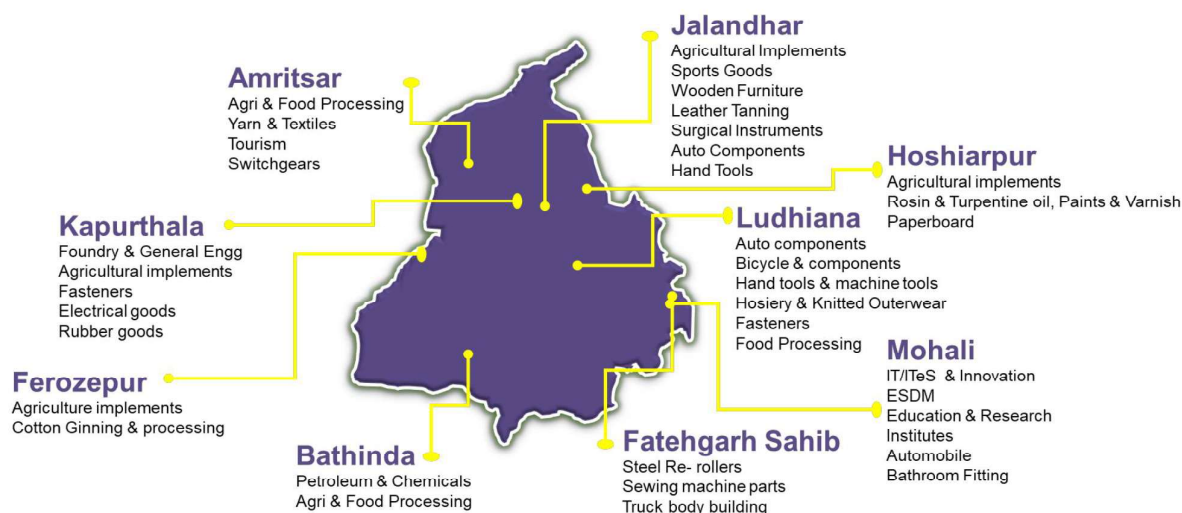 Jalandhar
Agricultural Implements
Sports Goods
Wooden Furniture
Leather Tanning
Surgical Instruments
Auto Components
Hand Tools
Amritsar
Agri & Food Processing
Yarn & Textiles
Tourism
Switchgears
Hoshiarpur
Agricultural implements
Rosin & Turpentine oil, Paints & Varnish
Paperboard
Kapurthala
Foundry & General Engg
Agricultural implements
Fasteners
Electrical goods
Rubber goods
Ludhiana
Auto components
Bicycle & components
Hand tools & machine tools
Hosiery & Knitted Outerwear
Fasteners
Food Processing
Mohali
IT/ITeS & Innovation
ESDM
Education & Research
Institutes
Automobile
Bathroom Fitting
Ferozepur
Agriculture implements
Cotton Ginning & processing
Bathinda
Petroleum & Chemicals
Agri & Food Processing
Fatehgarh Sahib
Steel Re- rollers
Sewing machine parts
Truck body building